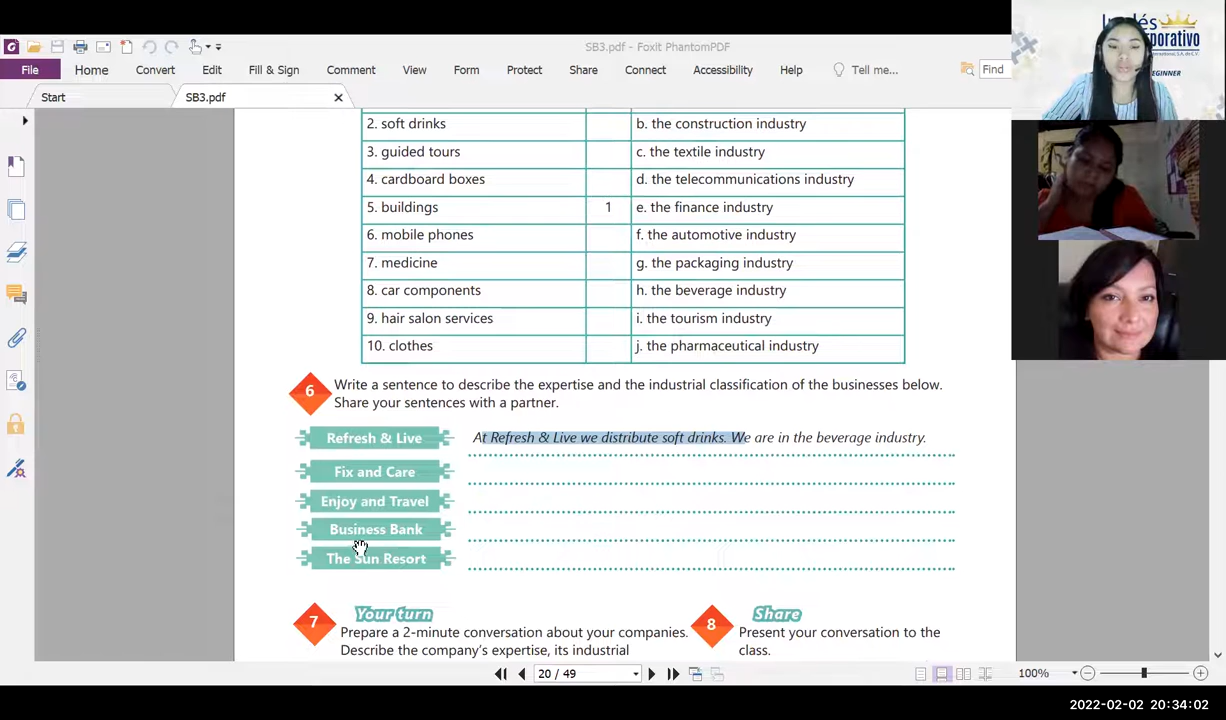 SB3.pdf - Foxit PhantomPDF
File Home Convert Edit Fill & Sign Comment View Form Protect Share Connect Accessibility Help Tell me... Find
Start SB3.pdf
2. soft drinks b. the construction industry
3. guided tours c. the textile industry
4. cardboard boxes d. the telecommunications industry
5. buildings 1 e. the finance industry
6. mobile phones f. the automotive industry
7. medicine g. the packaging industry
8. car components h. the beverage industry
9. hair salon services i. the tourism industry
10. clothes j. the pharmaceutical industry
6 Write a sentence to describe the expertise and the industrial classification of the businesses below.
Share your sentences with a partner.
Refresh & Live At Refresh & Live we distribute soft drinks. We are in the beverage industry.
Fix and Care
Enjoy and Travel
Business Bank
The Sun Resort
7 Your turn
Prepare a 2-minute conversation about your companies.
Describe the company's expertise, its industrial
8 Share
Present your conversation to the
class.
20 / 49
100%
2022-02-02 20:34:02